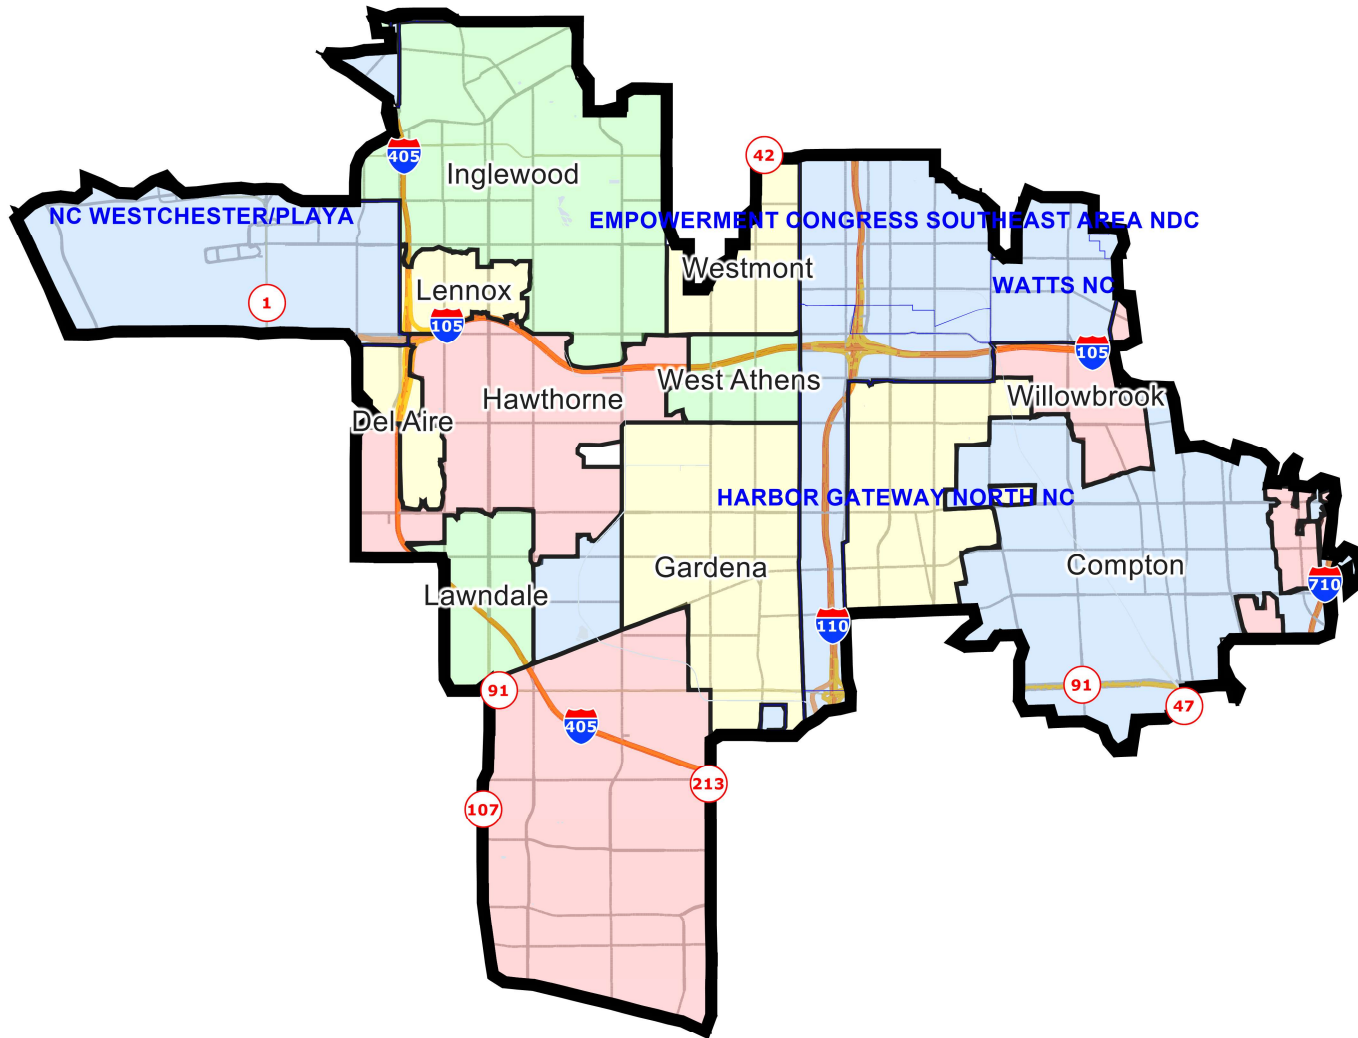 42
405
Inglewood
NC WESTCHESTER/PLAYA
EMPOWERMENT CONGRESS SOUTHEAST AREA NDC
Westmont
WATTS NC
Lennox
1
105
105
West Athens
Hawthorne
Willowbrook
Del Aire
HARBOR GATEWAY NORTH NC
Gardena
Compton
710
Lawndale
110
91
91
47
405
213
107